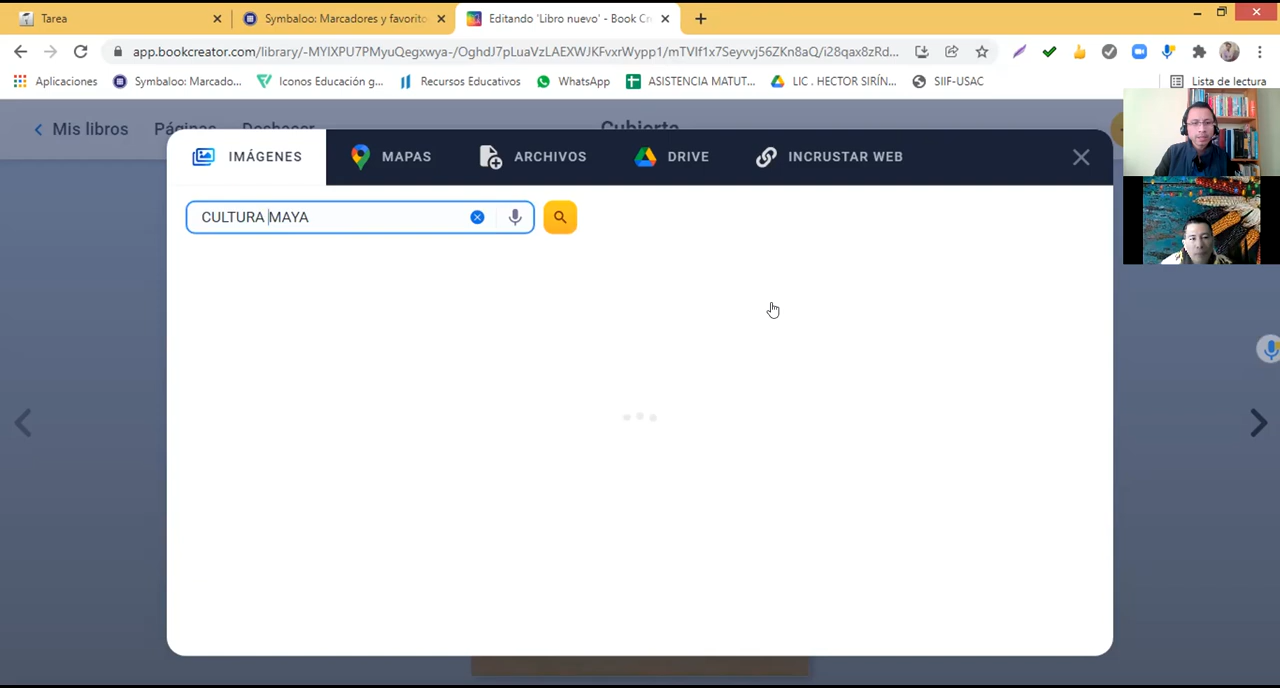 Tarea
Symbaloo: Marcadores y favorito
Editando 'Libro nuevo' - Book Cr
app.bookcreator.com/library/-MYIXPU7PMyuQegxwya-/OghdJ7pLuaVzLAEXWJKFvxrWypp1/mTVIf1x7Seyvvj56ZKn8aQ/i28qax8zRd...
Aplicaciones
Symbaloo: Marcado...
Iconos Educación g...
Recursos Educativos
WhatsApp
ASISTENCIA MATUT...
LIC . HECTOR SIRÍN...
SIIF-USAC
Lista de lectura
Mis libros
Páginas
Deshacer
Cubierta
IMÁGENES
MAPAS
ARCHIVOS
DRIVE
INCRUSTAR WEB
CULTURA MAYA